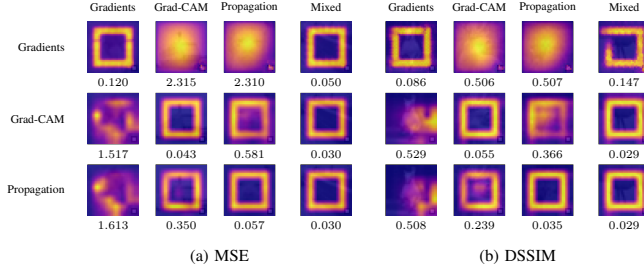 Gradients Grad-CAM Propagation Mixed Gradients Grad-CAM Propagation Mixed
Gradients
0.120 2.315 2.310 0.050 0.086 0.506 0.507 0.147
Grad-CAM
1.517 0.043 0.581 0.030 0.529 0.055 0.366 0.029
Propagation
1.613 0.350 0.057 0.030 0.508 0.239 0.035 0.029
(a) MSE (b) DSSIM